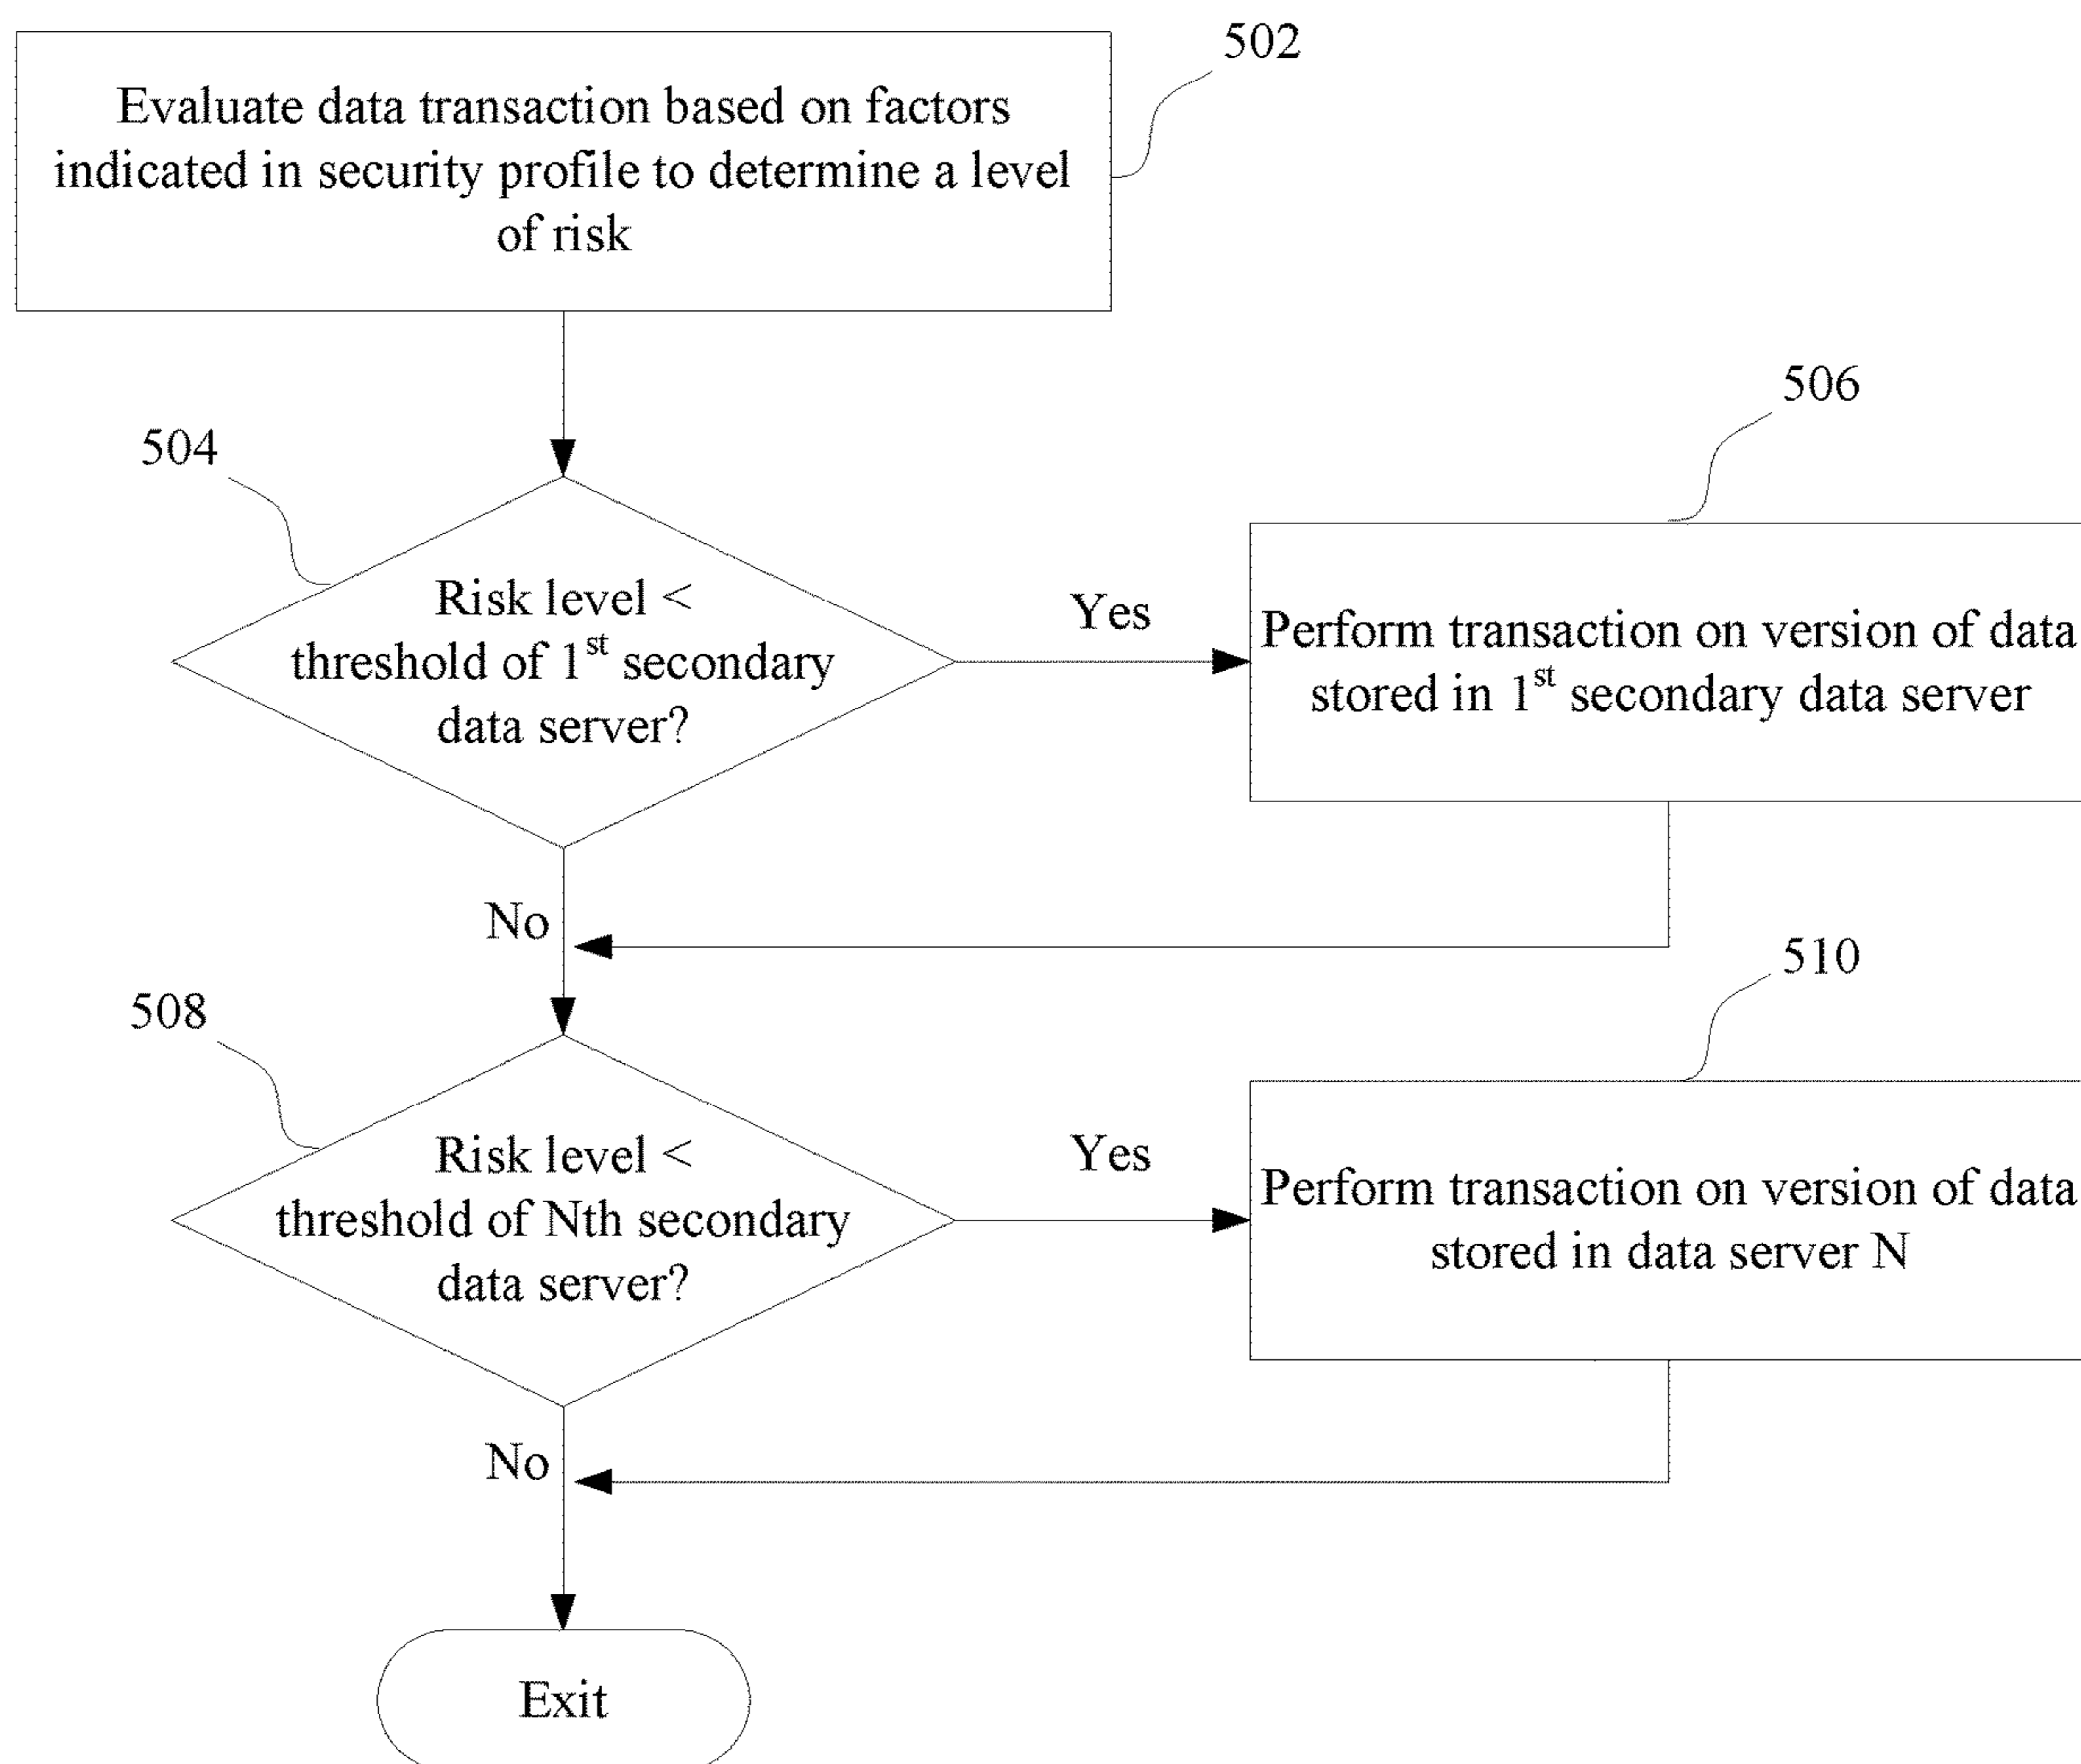 502
Evaluate data transaction based on factors
indicated in security profile to determine a level
of risk
504
506
Risk level <
threshold of 1st secondary
data server?
Yes
Perform transaction on version of data
stored in 1st secondary data server
No
508
510
Risk level <
threshold of Nth secondary
data server?
Yes
Perform transaction on version of data
stored in data server N
No
Exit